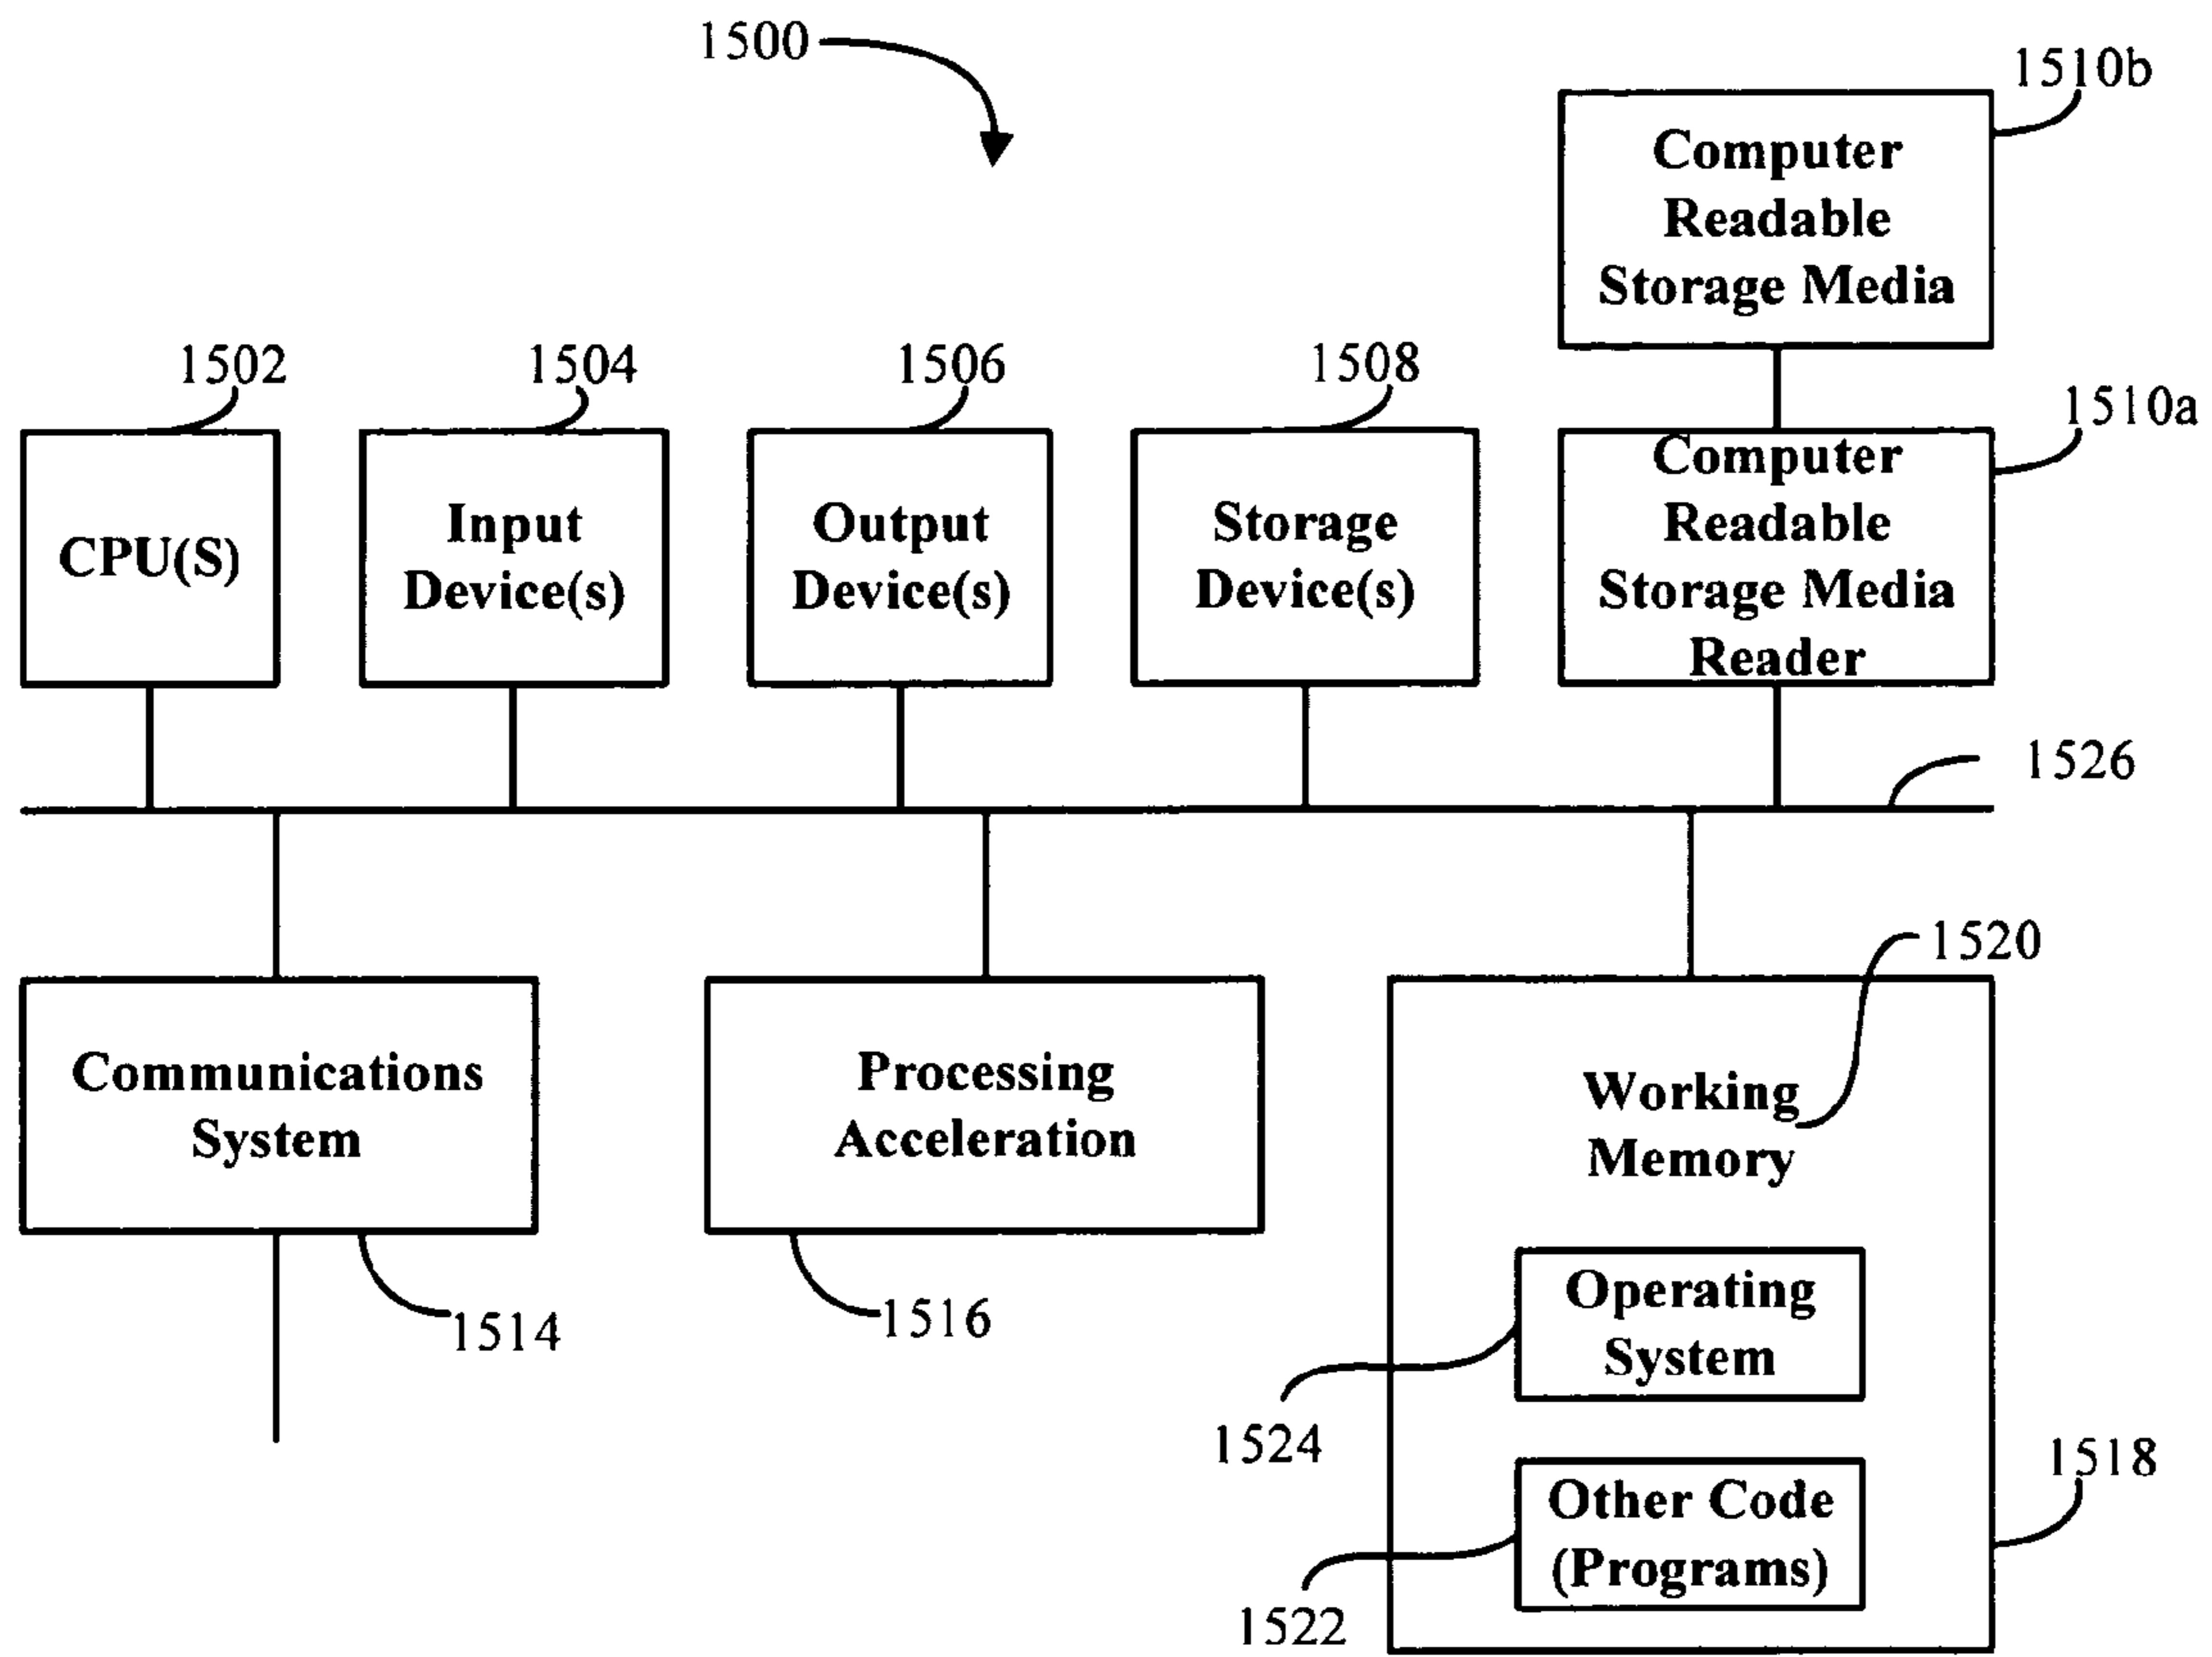 1500
1510b
Computer
Readable
Storage Media
1502
1504
1506
1508
1510a
CPU(S)
Input
Device(s)
Output
Device(s)
Storage
Device(s)
Computer
Readable
Storage Media
Reader
1526
1520
Communications
System
Processing
Acceleration
Working
Memory
1514
1516
Operating
System
1524
1518
Other Code
(Programs)
1522